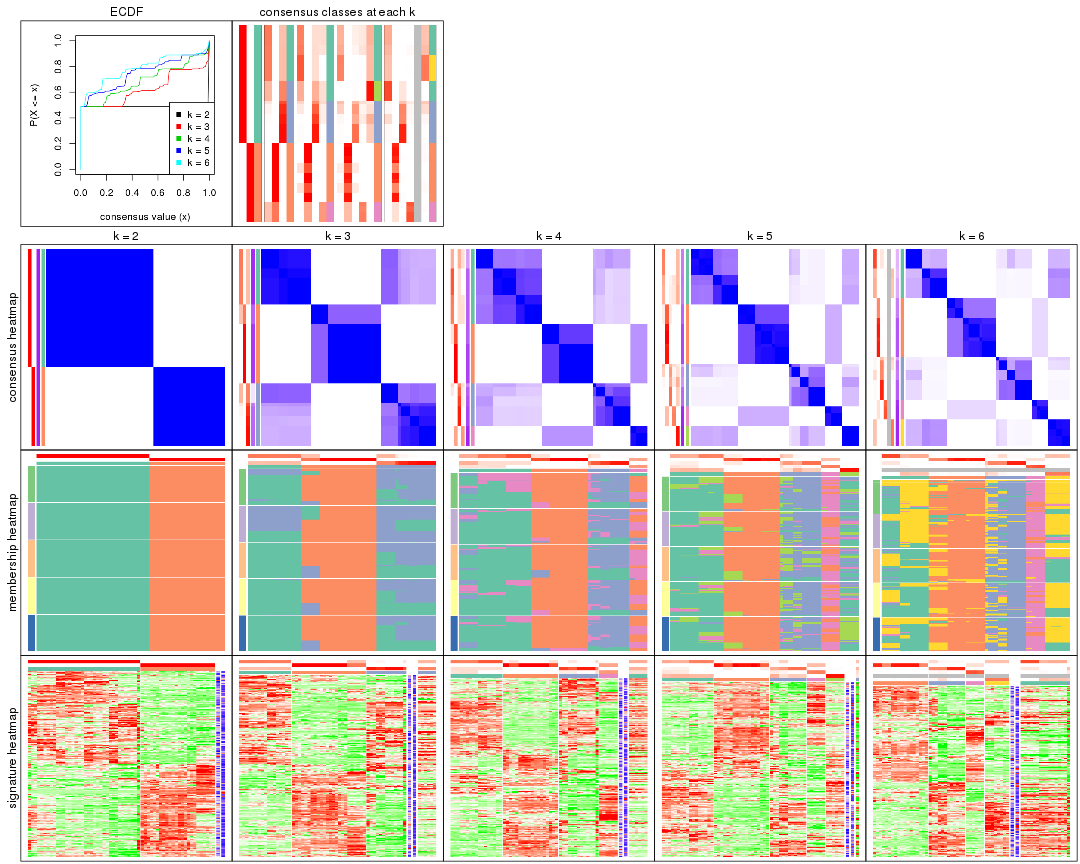 ECDF
consensus classes at each k
P(X <= x)
1.0
0.8
0.6
0.4
0.2
0.0
k = 2
k = 3
k = 4
k = 5
k = 6
0.0 0.2 0.4 0.6 0.8 1.0
consensus value (x)
k = 2
k = 3
k = 4
k = 5
k = 6
consensus heatmap
membership heatmap
signature heatmap